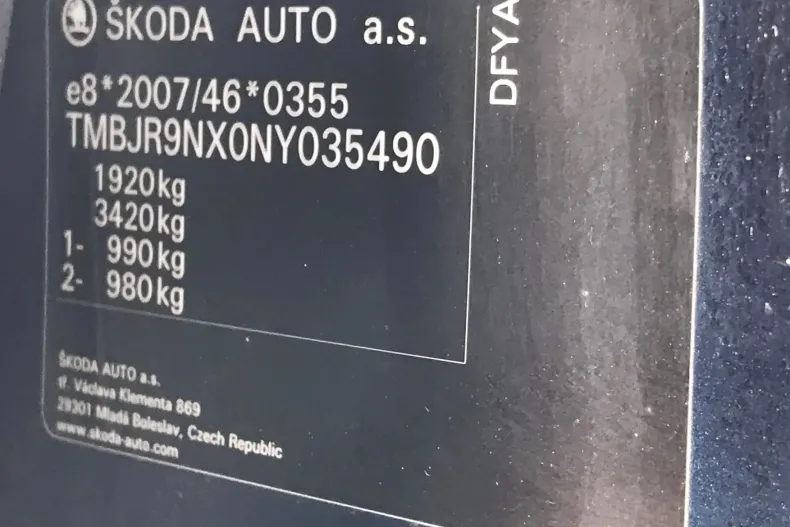 ŠKODA AUTO a.s.
e8*2007/46*0355
TMBJR9NX0NY035490
1920kg
3420kg
1- 990kg
2- 980kg
DFYA
ŠKODA AUTO a.s.
tř. Václava Klementa 869
29301 Mladá Boleslav, Czech Republic
www.skoda-auto.com